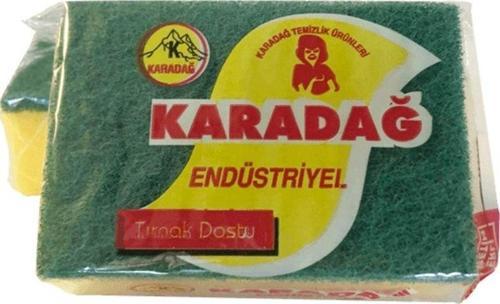 K
KARADAĞ
KARADAĞ TEMİZLİK ÜRÜNLERİ
KARADAĞ
ENDÜSTRİYEL
Tırnak Dostu